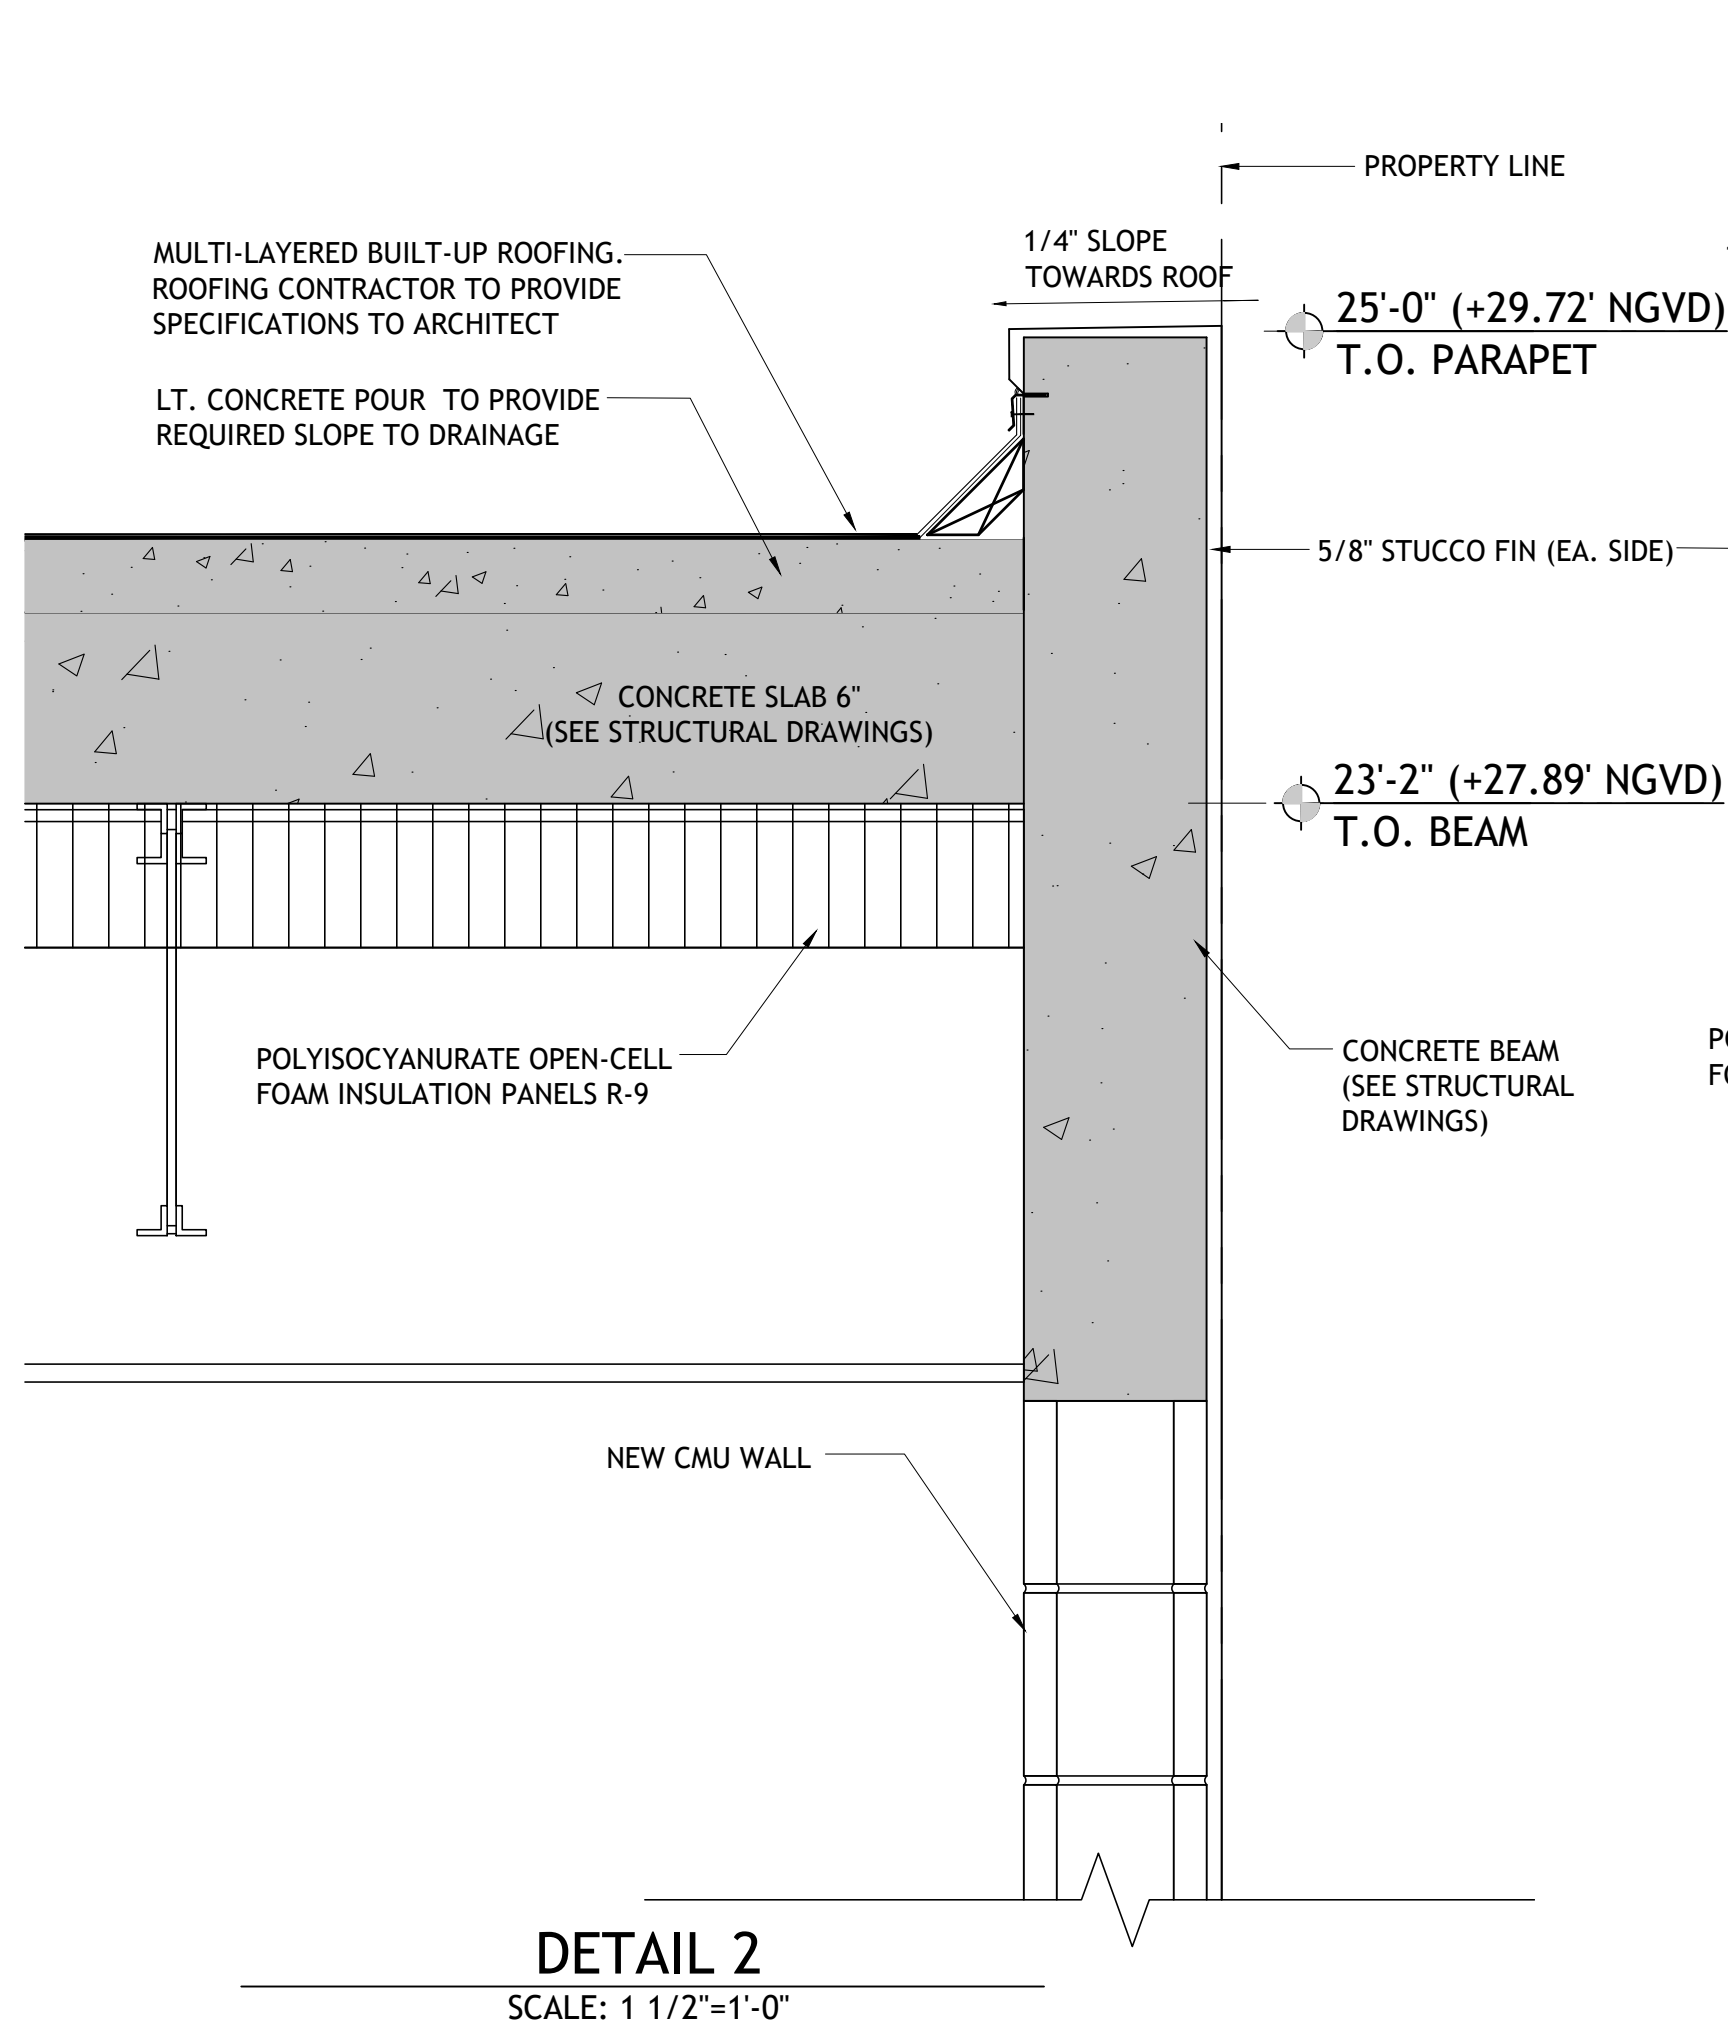 PROPERTY LINE
1/4" SLOPE
TOWARDS ROOF
MULTI-LAYERED BUILT-UP ROOFING.
ROOFING CONTRACTOR TO PROVIDE
SPECIFICATIONS TO ARCHITECT
25'-0" (+29.72' NGVD)
T.O. PARAPET
LT. CONCRETE POUR TO PROVIDE
REQUIRED SLOPE TO DRAINAGE
5/8" STUCCO FIN (EA. SIDE)
CONCRETE SLAB 6"
(SEE STRUCTURAL DRAWINGS)
23'-2" (+27.89' NGVD)
T.O. BEAM
POLYISOCYANURATE OPEN-CELL
FOAM INSULATION PANELS R-9
CONCRETE BEAM
(SEE STRUCTURAL
DRAWINGS)
NEW CMU WALL
DETAIL 2
SCALE: 1 1/2"=1'-0"